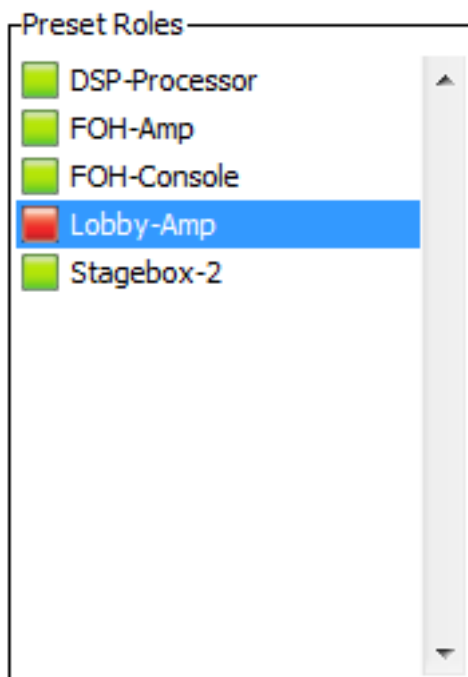 Preset Roles
DSP-Processor
FOH-Amp
FOH-Console
Lobby-Amp
Stagebox-2